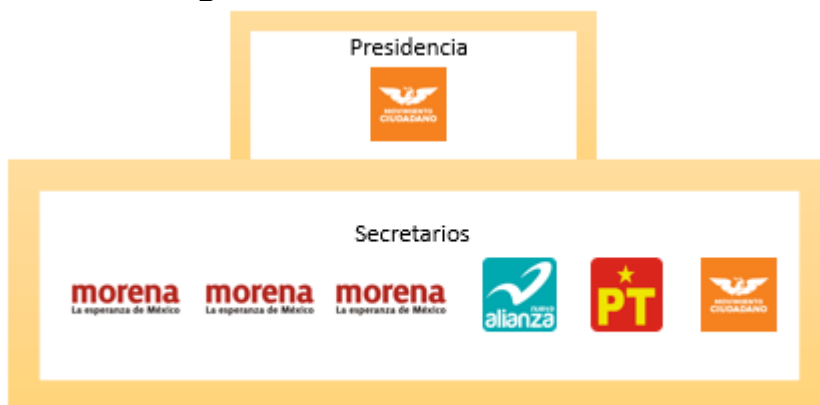 Presidencia
MOVIMIENTO
CIUDADANO
Secretarios
morena
La esperanza de México
morena
La esperanza de México
morena
La esperanza de México
nueva
alianza
PT
MOVIMIENTO
CIUDADANO